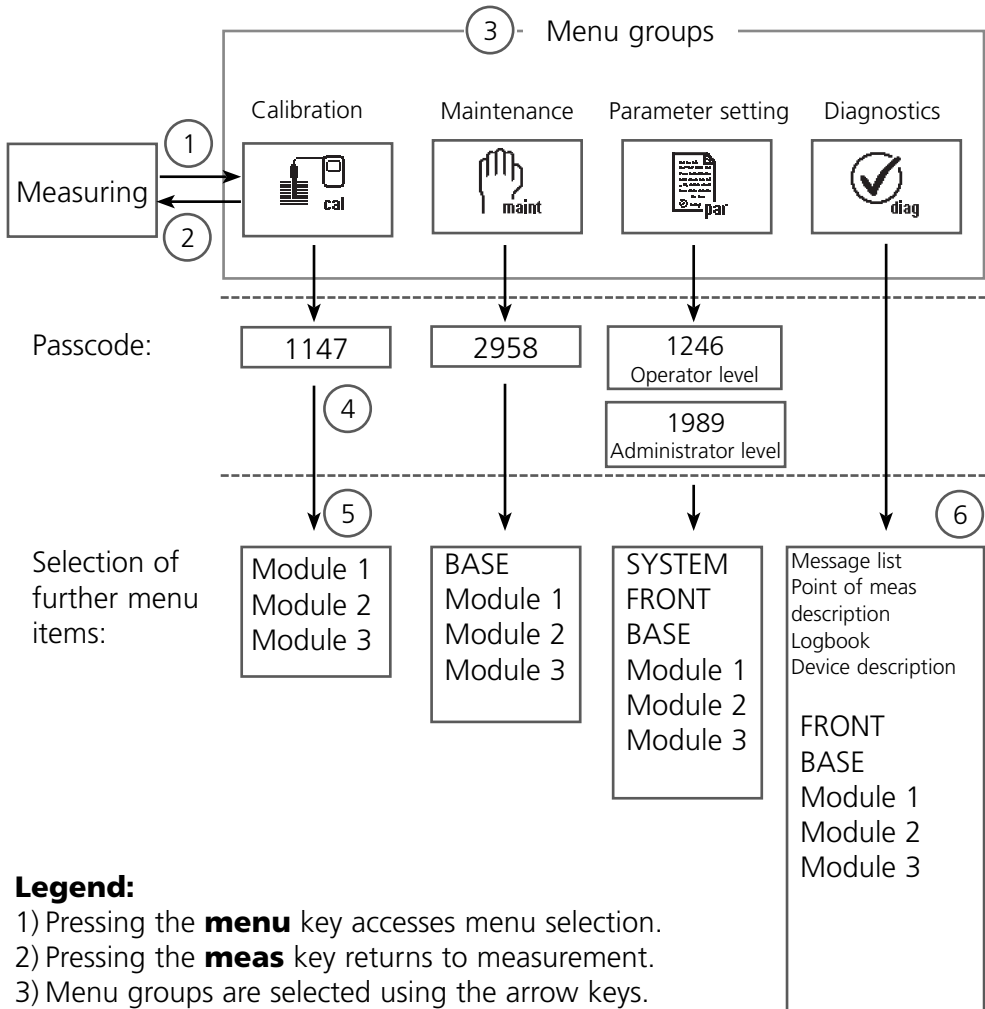 3 Menu groups
Calibration
Maintenance
Parameter setting
Diagnostics
Measuring
1
2
cal
maint
par
diag
Passcode:
1147
2958
1246
Operator level
1989
Administrator level
4
5
6
Selection of
further menu
items:
Module 1
Module 2
Module 3
BASE
Module 1
Module 2
Module 3
SYSTEM
FRONT
BASE
Module 1
Module 2
Module 3
Message list
Point of meas
description
Logbook
Device description
FRONT
BASE
Module 1
Module 2
Module 3
Legend:
1) Pressing the menu key accesses menu selection.
2) Pressing the meas key returns to measurement.
3) Menu groups are selected using the arrow keys.